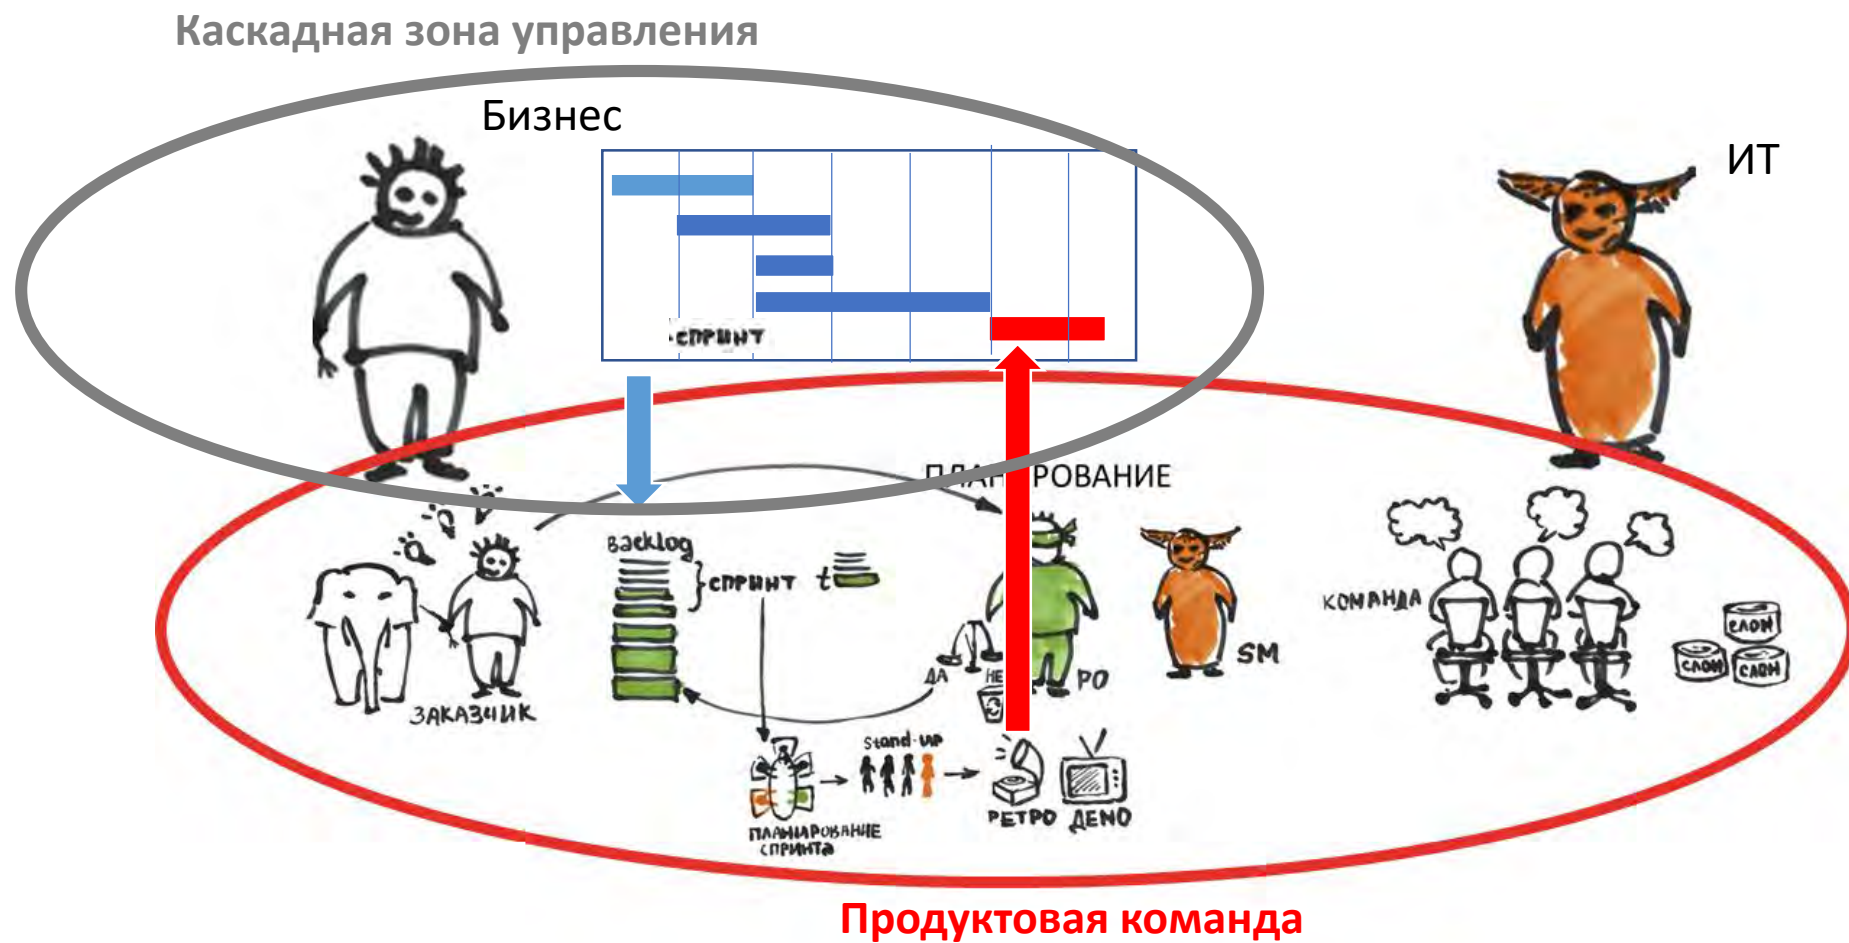 Каскадная зона управления
Бизнес
ИТ
СПРИНТ
ПЛАНИРОВАНИЕ
Backlog
СПРИНТ
t
ЗАКАЗЧИК
ДА
НЕ
PO
SM
КОМАНДА
СЛОН
СЛОН
СЛОН
Stand-up
ПЛАНИРОВАНИЕ
СПРИНТА
РЕТРО
ДЕМО
Продуктовая команда